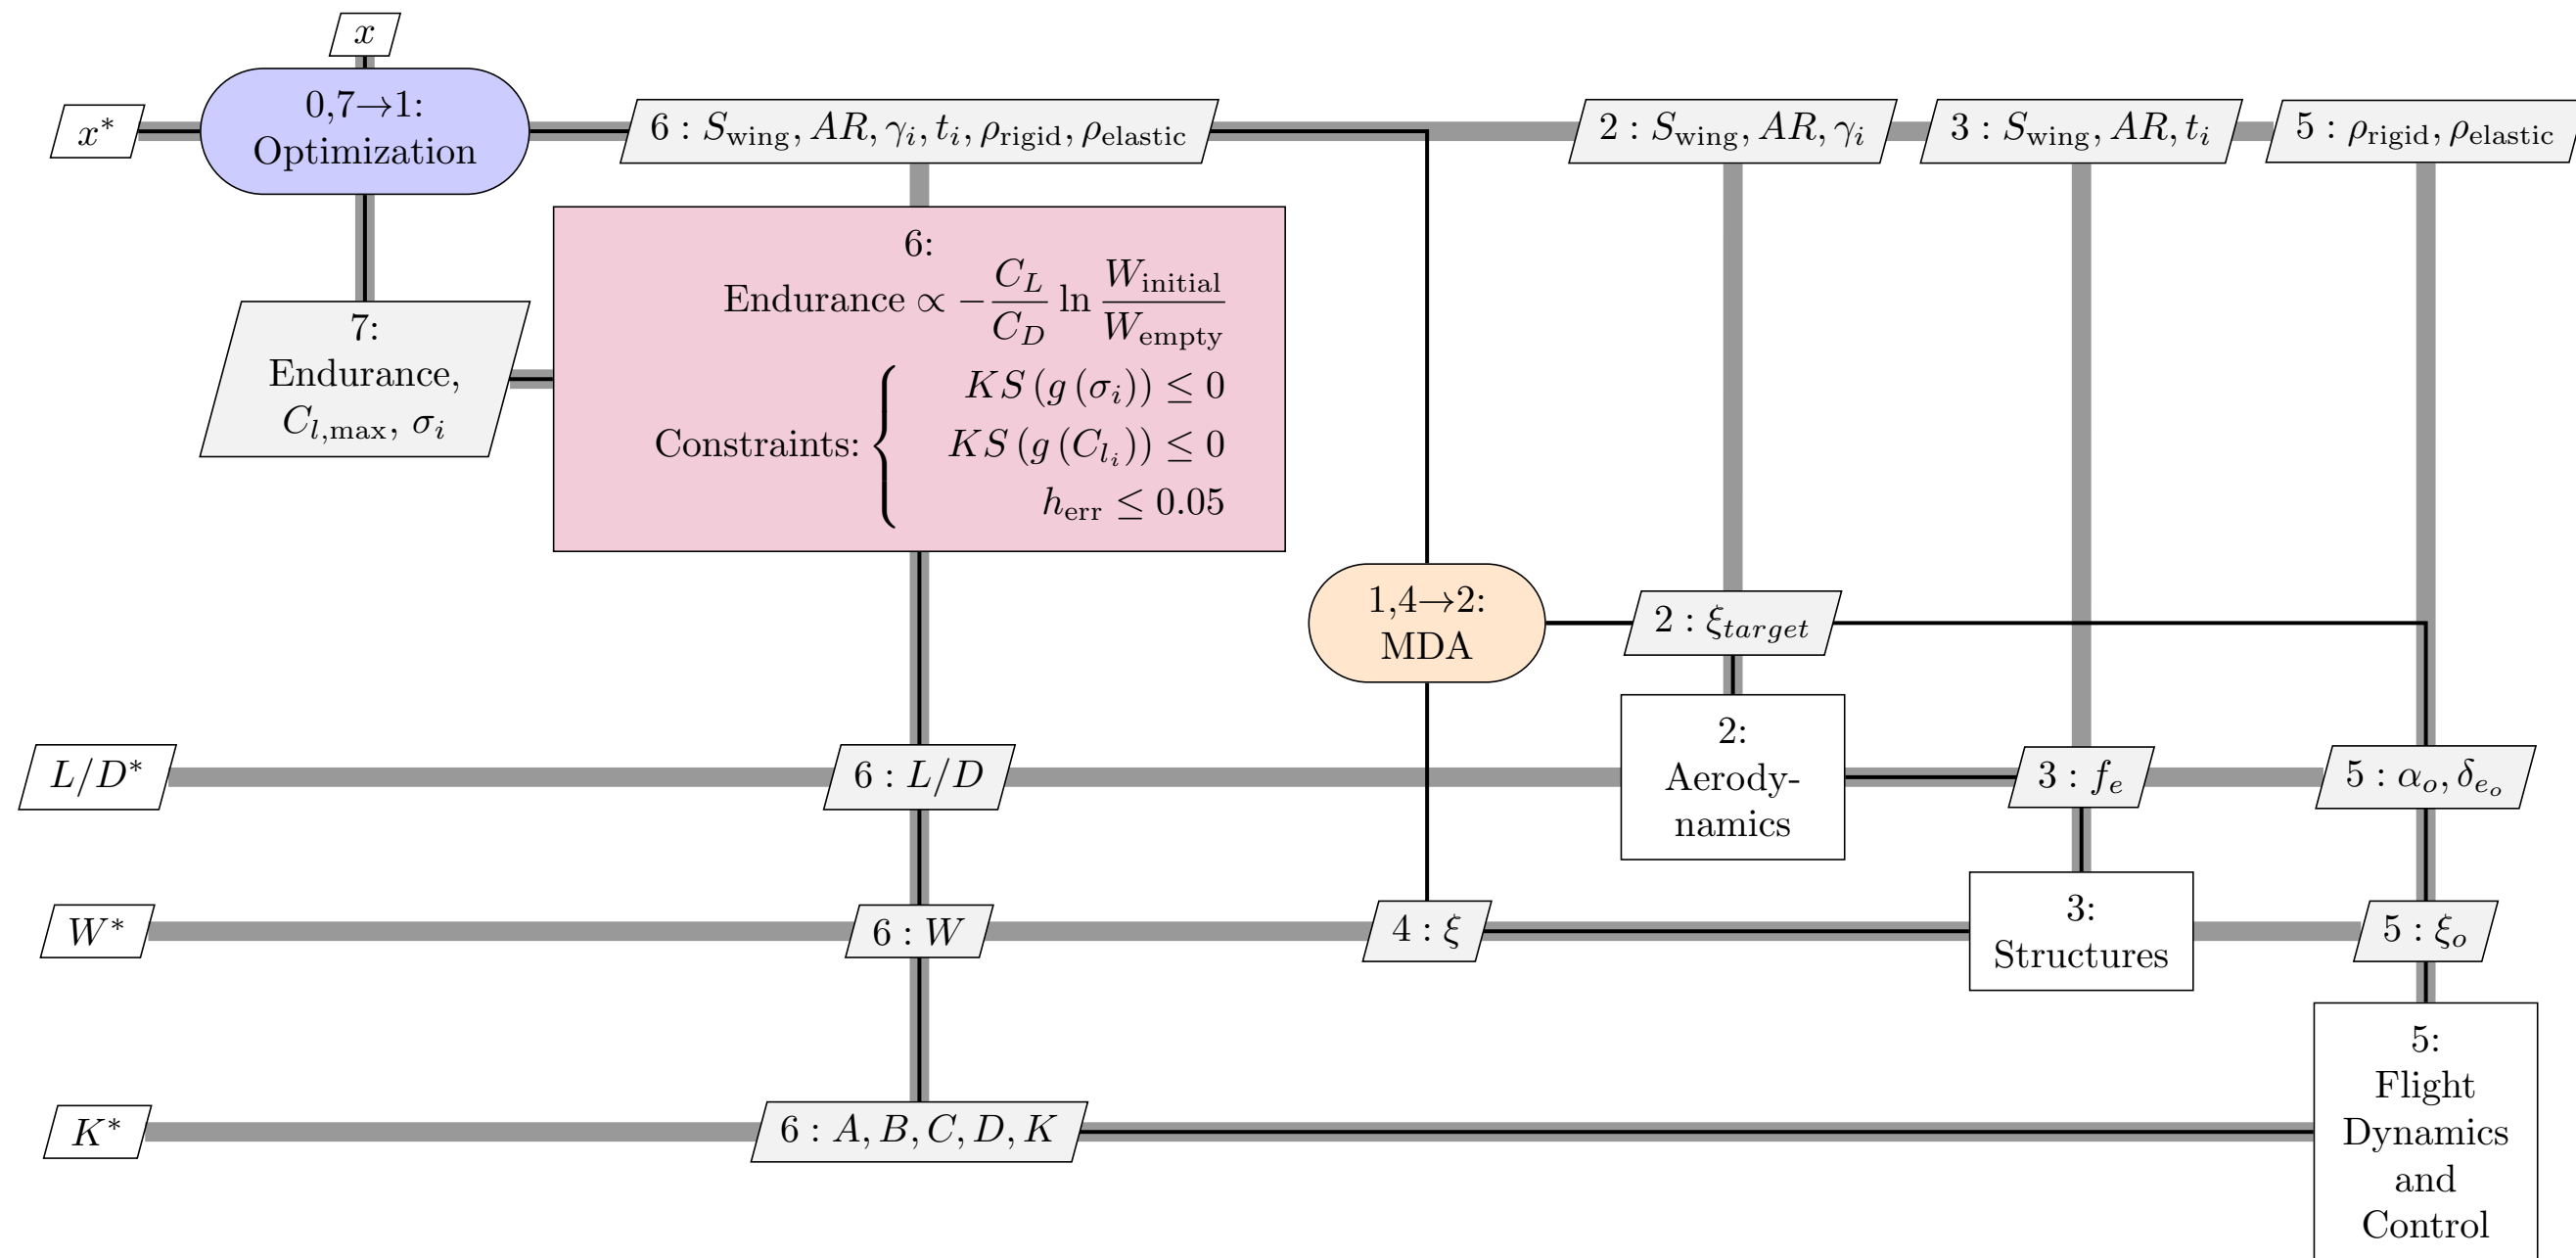 x
x*
0,7→1:
Optimization
6 : S_wing, AR, γ_i, t_i, ρ_rigid, ρ_elastic
2 : S_wing, AR, γ_i
3 : S_wing, AR, t_i
5 : ρ_rigid, ρ_elastic
7:
Endurance,
C_l,max, σ_i
6:
Endurance ∝ −C_L/C_D ln W_initial/W_empty
KS (g (σ_i)) ≤ 0
Constraints: { KS (g (C_l_i)) ≤ 0
h_err ≤ 0.05
1,4→2:
MDA
2 : ξ_target
L/D*
6 : L/D
2:
Aerody-
namics
3 : f_e
5 : α_o, δ_e_o
W*
6 : W
4 : ξ
3:
Structures
5 : ξ_o
K*
6 : A, B, C, D, K
5:
Flight
Dynamics
and
Control